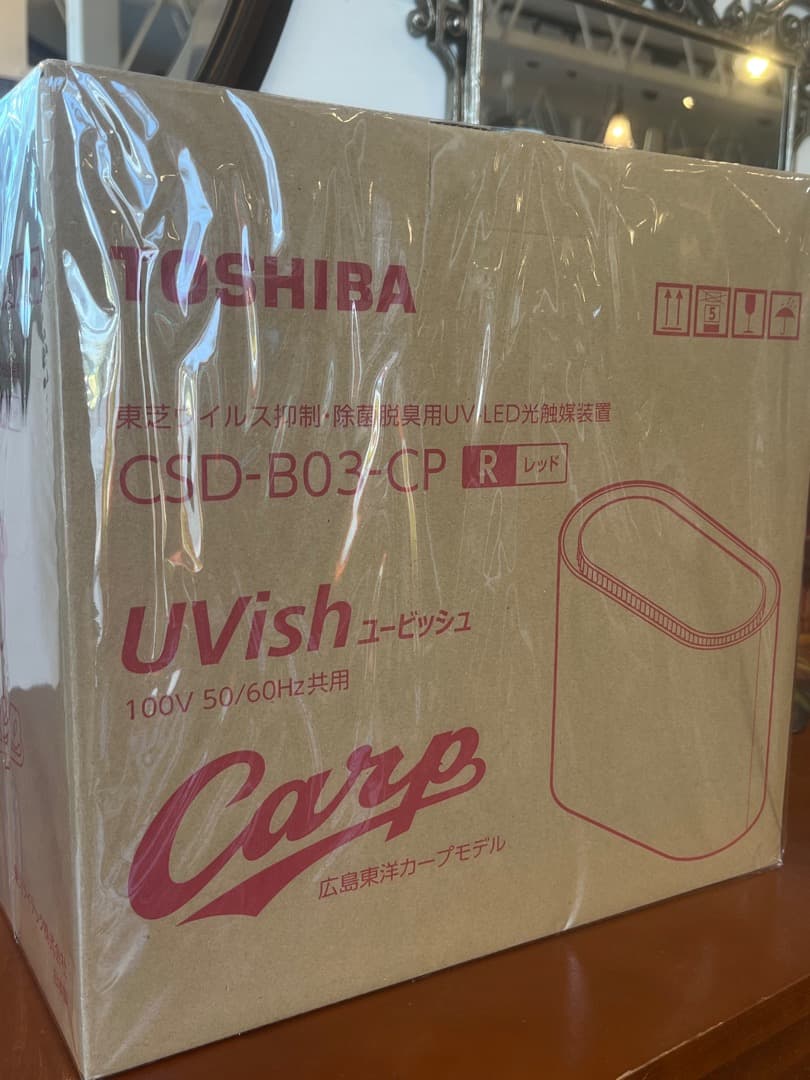 TOSHIBA
5
東芝ウイルス抑制・除菌脱臭用UV-LED光触媒装置
CSD-B03-CP R レッド
UVish ユービッシュ
100V 50/60Hz共用
Carp
広島東洋カープモデル